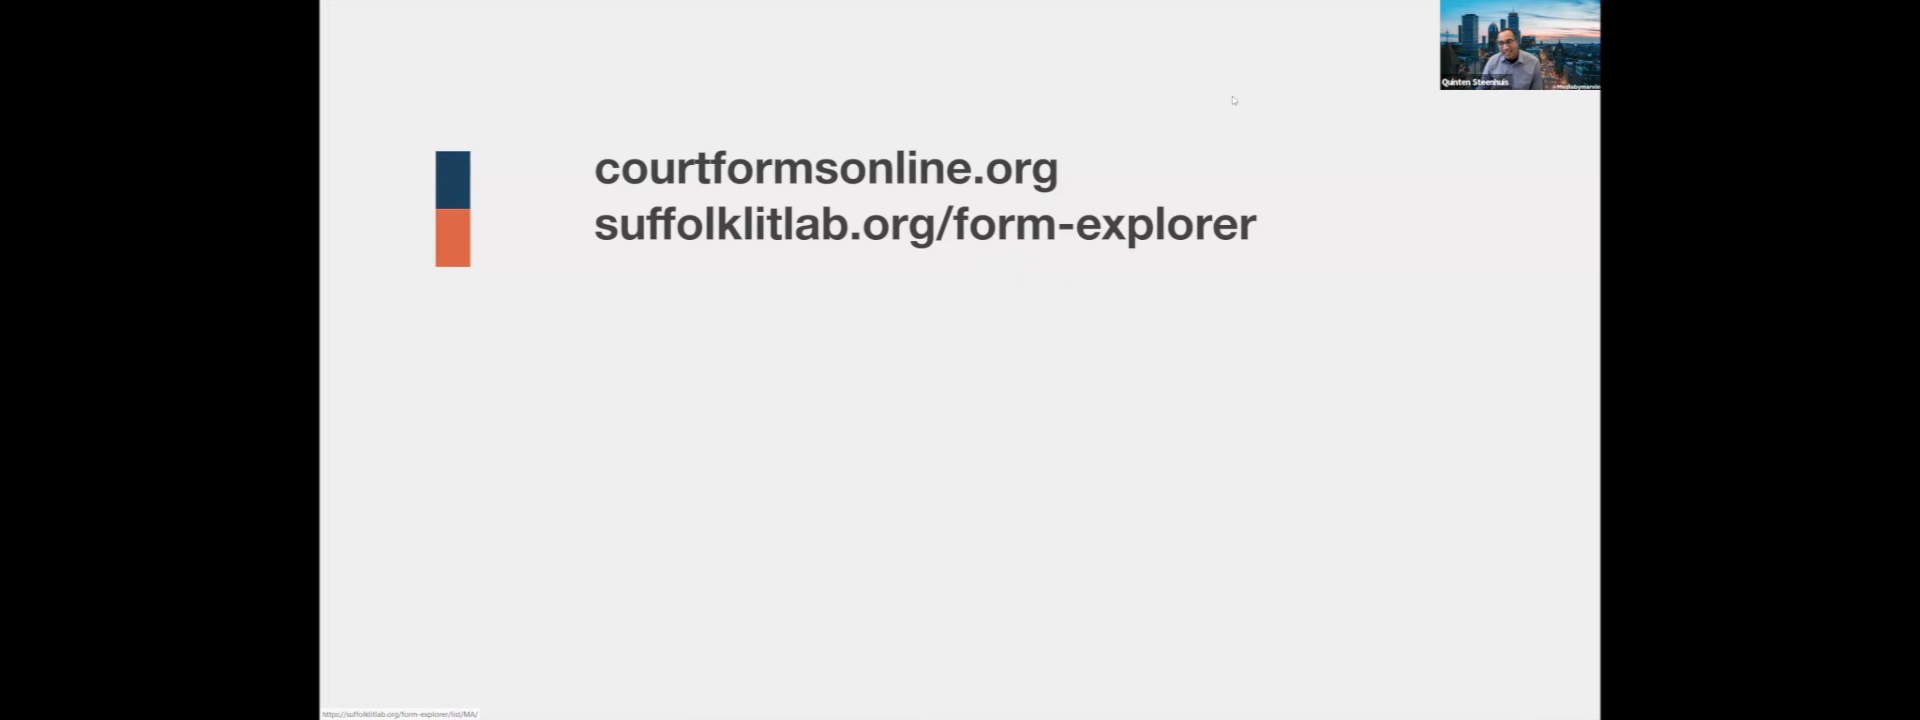 courtformsonline.org
suffolklitlab.org/form-explorer
Quinten Steenhuis
https://suffolklitlab.org/form-explorer/list/MA/